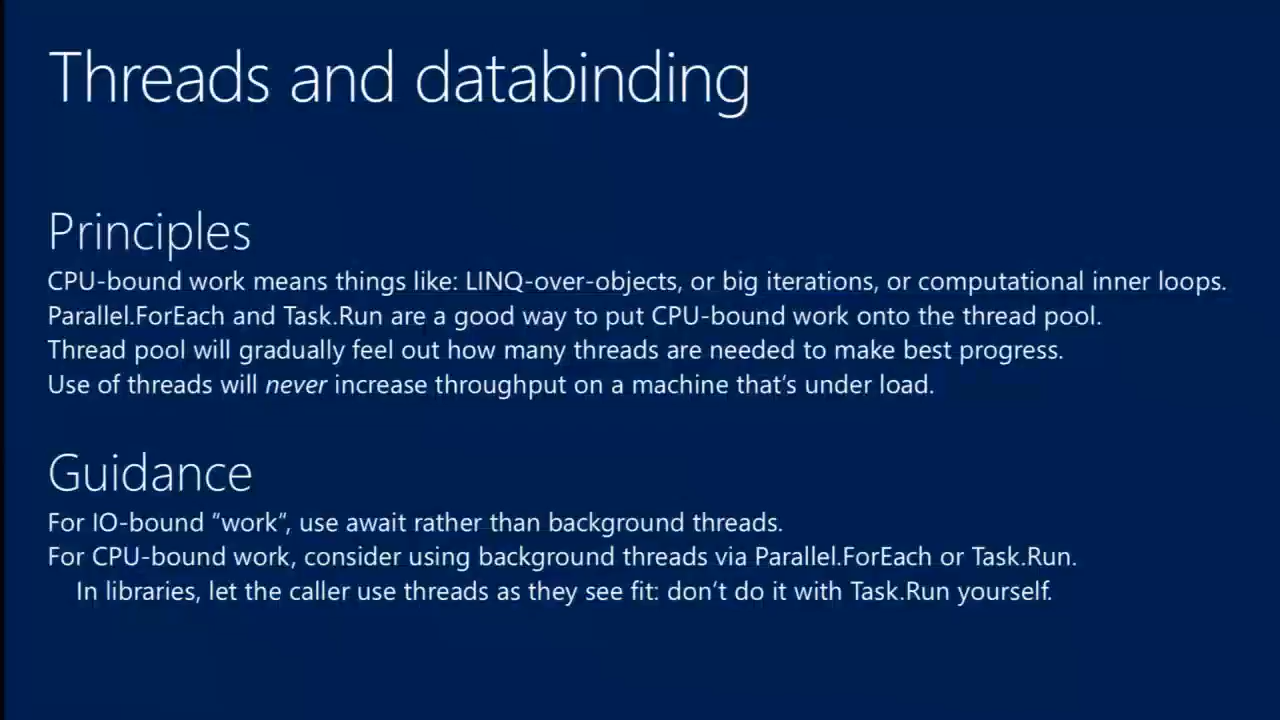 Threads and databinding
Principles
CPU-bound work means things like: LINQ-over-objects, or big iterations, or computational inner loops.
Parallel.ForEach and Task.Run are a good way to put CPU-bound work onto the thread pool.
Thread pool will gradually feel out how many threads are needed to make best progress.
Use of threads will never increase throughput on a machine that's under load.
Guidance
For IO-bound “work”, use await rather than background threads.
For CPU-bound work, consider using background threads via Parallel.ForEach or Task.Run.
In libraries, let the caller use threads as they see fit: don't do it with Task.Run yourself.